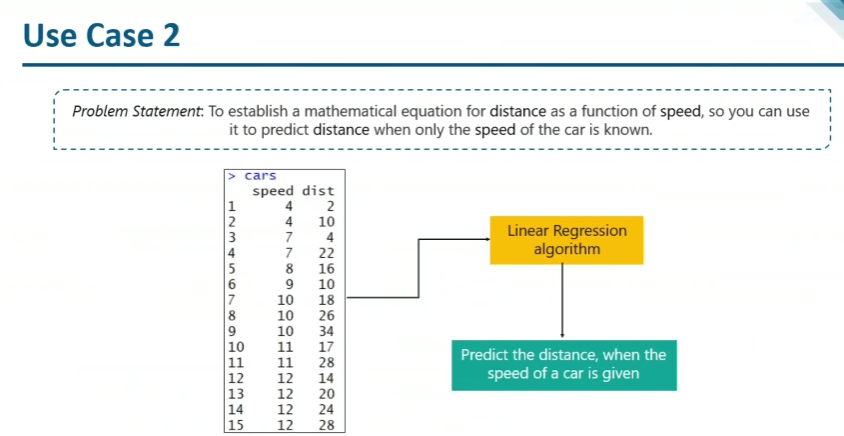 Use Case 2
Problem Statement: To establish a mathematical equation for distance as a function of speed, so you can use
it to predict distance when only the speed of the car is known.
> cars
speed dist
1 4 2
2 4 10
3 7 4
4 7 22
5 8 16
6 9 10
7 10 18
8 10 26
9 10 34
10 11 17
11 11 28
12 12 14
13 12 20
14 12 24
15 12 28
Linear Regression
algorithm
Predict the distance, when the
speed of a car is given